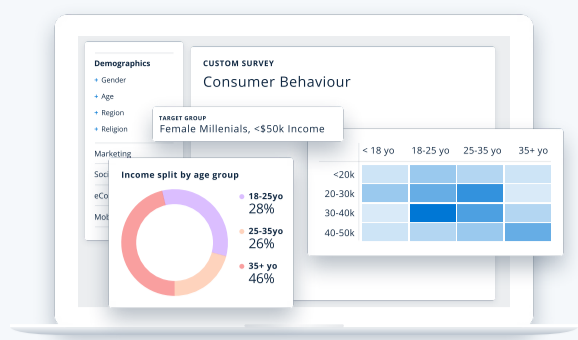 Demographics
+ Gender
+ Age
+ Region
+ Religion
Marketing
CUSTOM SURVEY
Consumer Behaviour
TARGET GROUP
Female Millenials, <$50k Income
Income split by age group
18-25yo
28%
25-35yo
26%
35+ yo
46%
< 18 yo 18-25 yo 25-35 yo 35+ yo
<20k
20-30k
30-40k
40-50k